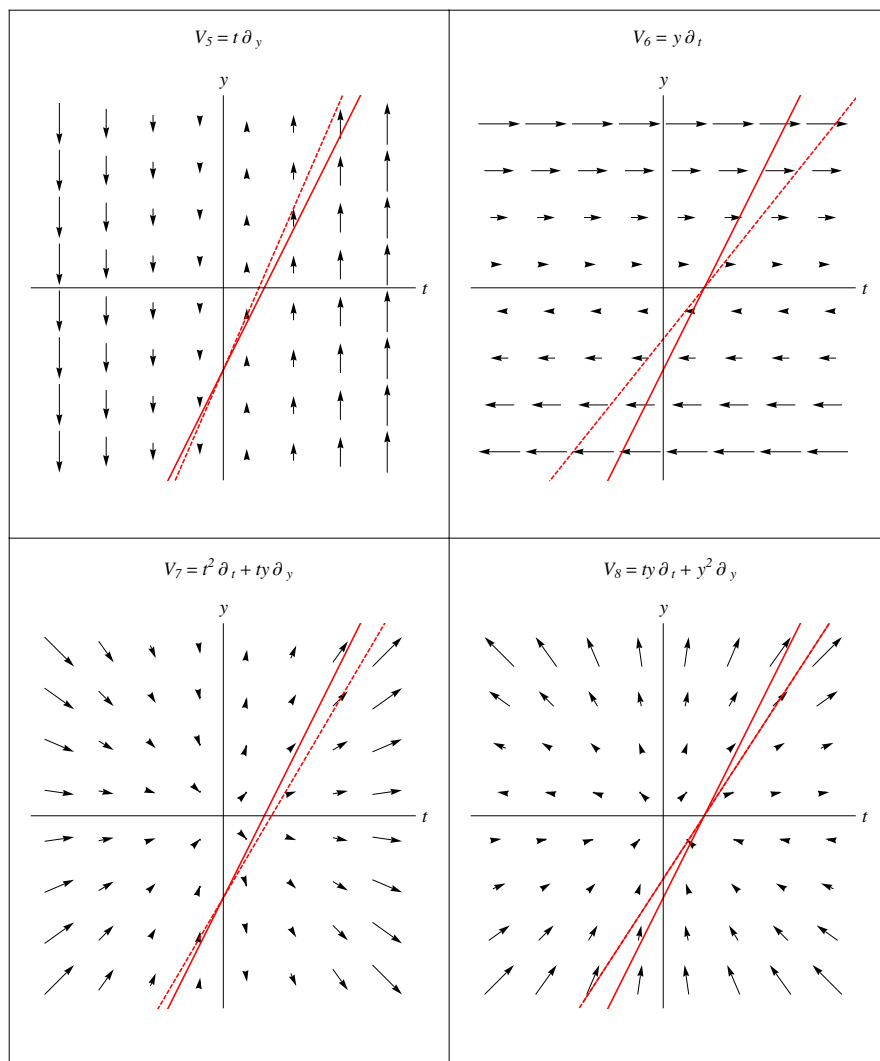 V₅ = t ∂ y
y
t
V₆ = y ∂ t
y
t
V₇ = t² ∂ t + ty ∂ y
y
t
V₈ = ty ∂ t + y² ∂ y
y
t